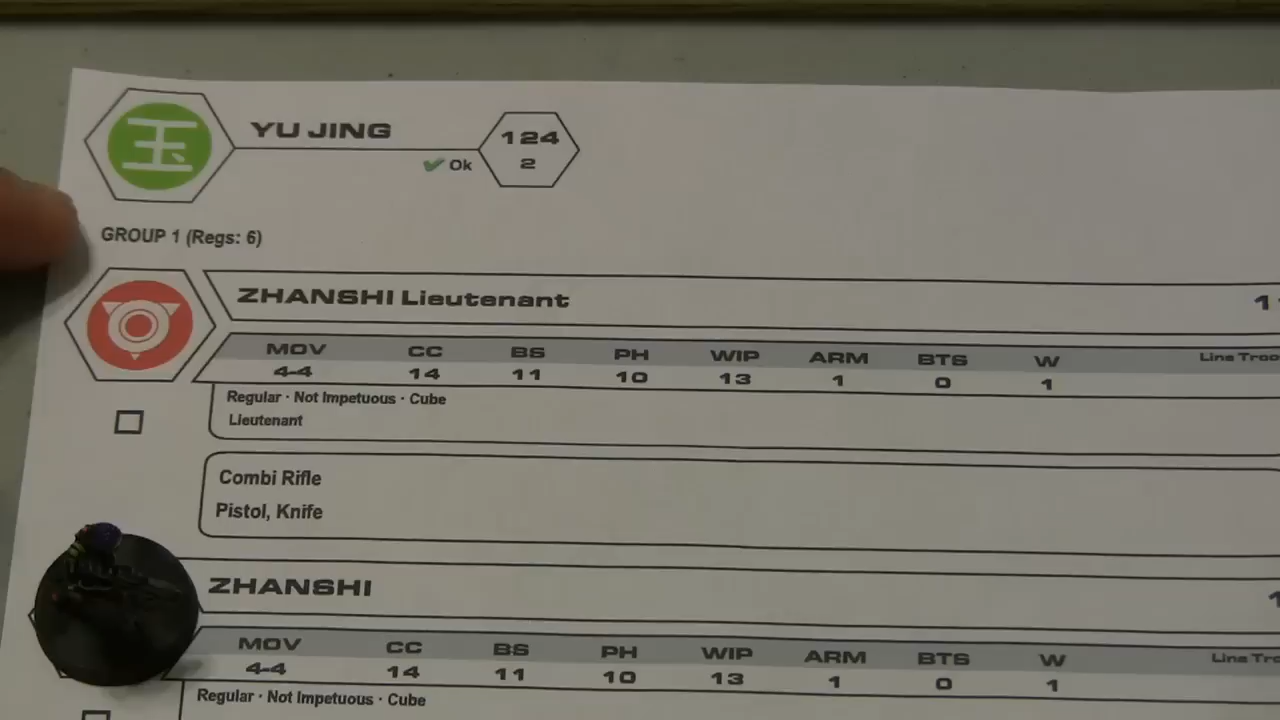 玉
YU JING
124
Ok
2
GROUP 1 (Regs: 6)
ZHANSHI Lieutenant
MOV CC BS PH WIP ARM BTS W
4-4 14 11 10 13 1 0 1
Regular · Not Impetuous · Cube
Lieutenant
Combi Rifle
Pistol, Knife
ZHANSHI
MOV CC BS PH WIP ARM BTS W Line
4-4 14 11 10 13 1 0 1
Regular · Not Impetuous · Cube